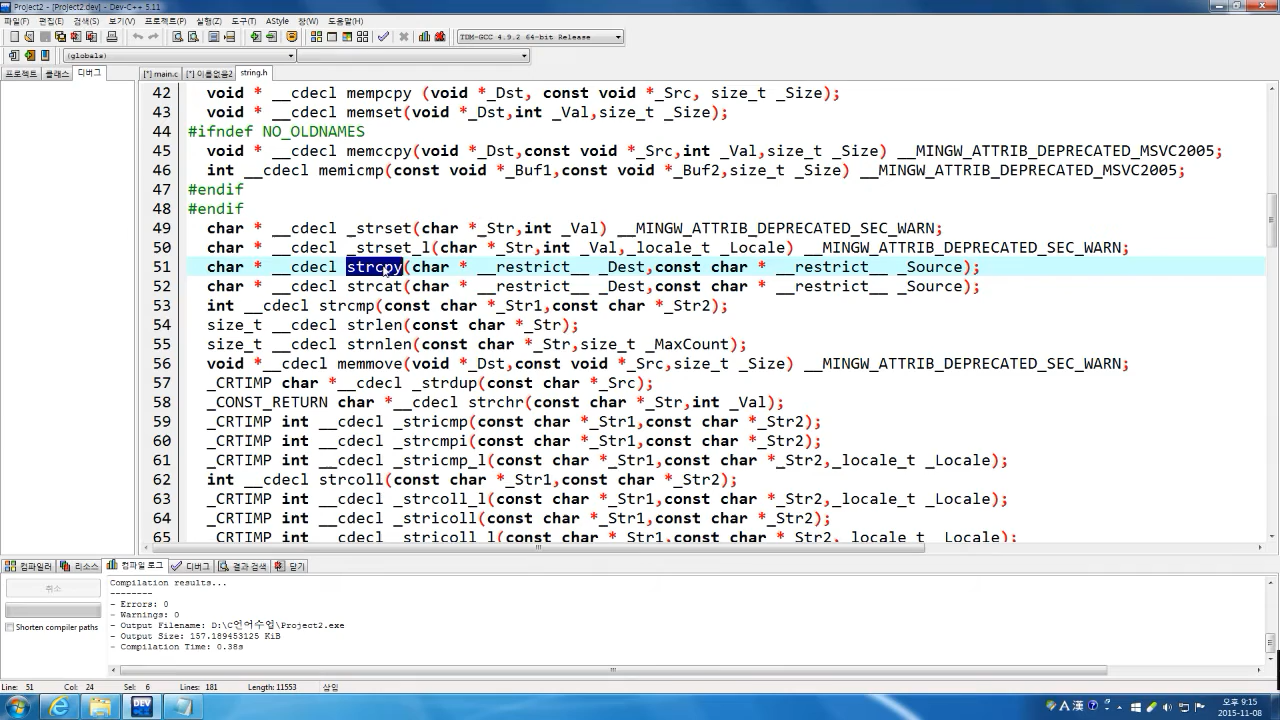 Project2 - [Project2.dev] - Dev-C++ 5.11
파일(F) 편집(E) 검색(S) 보기(V) 프로젝트(P) 실행(Z) 도구(T) AStyle 창(W) 도움말(H)
TDM-GCC 4.9.2 64-bit Release
(globals)
프로젝트 클래스 디버그 [*] main.c [*] 이름없음2 string.h
42 void * __cdecl mempcpy (void *_Dst, const void *_Src, size_t _Size);
43 void * __cdecl memset(void *_Dst,int _Val,size_t _Size);
44 #ifndef NO_OLDNAMES
45 void * __cdecl memccpy(void *_Dst,const void *_Src,int _Val,size_t _Size) __MINGW_ATTRIB_DEPRECATED_MSVC2005;
46 int __cdecl memicmp(const void *_Buf1,const void *_Buf2,size_t _Size) __MINGW_ATTRIB_DEPRECATED_MSVC2005;
47 #endif
48 #endif
49 char * __cdecl _strset(char *_Str,int _Val) __MINGW_ATTRIB_DEPRECATED_SEC_WARN;
50 char * __cdecl _strset_l(char *_Str,int _Val,_locale_t _Locale) __MINGW_ATTRIB_DEPRECATED_SEC_WARN;
51 char * __cdecl strcpy(char * __restrict__ _Dest,const char * __restrict__ _Source);
52 char * __cdecl strcat(char * __restrict__ _Dest,const char * __restrict__ _Source);
53 int __cdecl strcmp(const char *_Str1,const char *_Str2);
54 size_t __cdecl strlen(const char *_Str);
55 size_t __cdecl strnlen(const char *_Str,size_t _MaxCount);
56 void *__cdecl memmove(void *_Dst,const void *_Src,size_t _Size) __MINGW_ATTRIB_DEPRECATED_SEC_WARN;
57 _CRTIMP char *__cdecl _strdup(const char *_Src);
58 _CONST_RETURN char *__cdecl strchr(const char *_Str,int _Val);
59 _CRTIMP int __cdecl _stricmp(const char *_Str1,const char *_Str2);
60 _CRTIMP int __cdecl _strcmpi(const char *_Str1,const char *_Str2);
61 _CRTIMP int __cdecl _stricmp_l(const char *_Str1,const char *_Str2,_locale_t _Locale);
62 int __cdecl strcoll(const char *_Str1,const char *_Str2);
63 _CRTIMP int __cdecl _strcoll_l(const char *_Str1,const char *_Str2,_locale_t _Locale);
64 _CRTIMP int __cdecl _stricoll(const char *_Str1,const char *_Str2);
65 _CRTIMP int __cdecl _stricoll_l(const char *_Str1,const char *_Str2,_locale_t _Locale);
컴파일러 리소스 컴파일 로그 디버그 결과 검색 닫기
취소
Shorten compiler paths
Compilation results...
--------
- Errors: 0
- Warnings: 0
- Output Filename: D:\C언어수업\Project2.exe
- Output Size: 157.189453125 KiB
- Compilation Time: 0.38s
Line: 51 Col: 24 Sel: 6 Lines: 181 Length: 11553 삽입
DEV A 漢 오후 9:15
2015-11-08